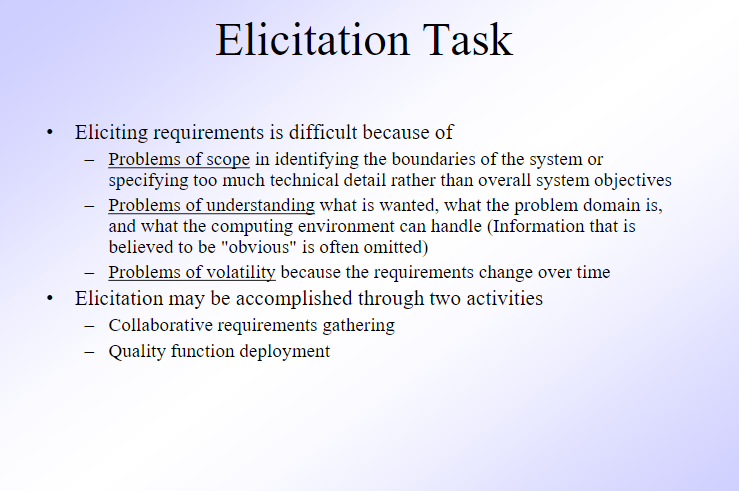 Elicitation Task
• Eliciting requirements is difficult because of
– Problems of scope in identifying the boundaries of the system or
specifying too much technical detail rather than overall system objectives
– Problems of understanding what is wanted, what the problem domain is,
and what the computing environment can handle (Information that is
believed to be "obvious" is often omitted)
– Problems of volatility because the requirements change over time
• Elicitation may be accomplished through two activities
– Collaborative requirements gathering
– Quality function deployment